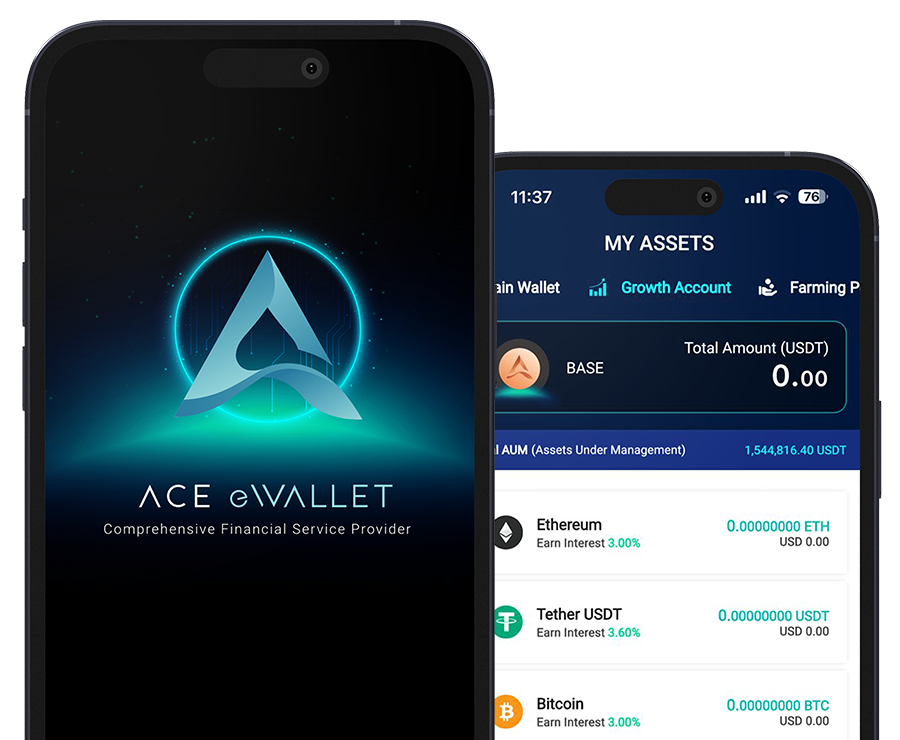 ACE eWALLET
Comprehensive Financial Service Provider
11:37
76
MY ASSETS
ain Wallet
Growth Account
Farming P
BASE
Total Amount (USDT)
0.00
l AUM (Assets Under Management)
1,544,816.40 USDT
Ethereum
0.00000000 ETH
Earn Interest 3.00%
USD 0.00
Tether USDT
0.00000000 USDT
Earn Interest 3.60%
USD 0.00
Bitcoin
0.00000000 BTC
Earn Interest 3.00%
USD 0.00